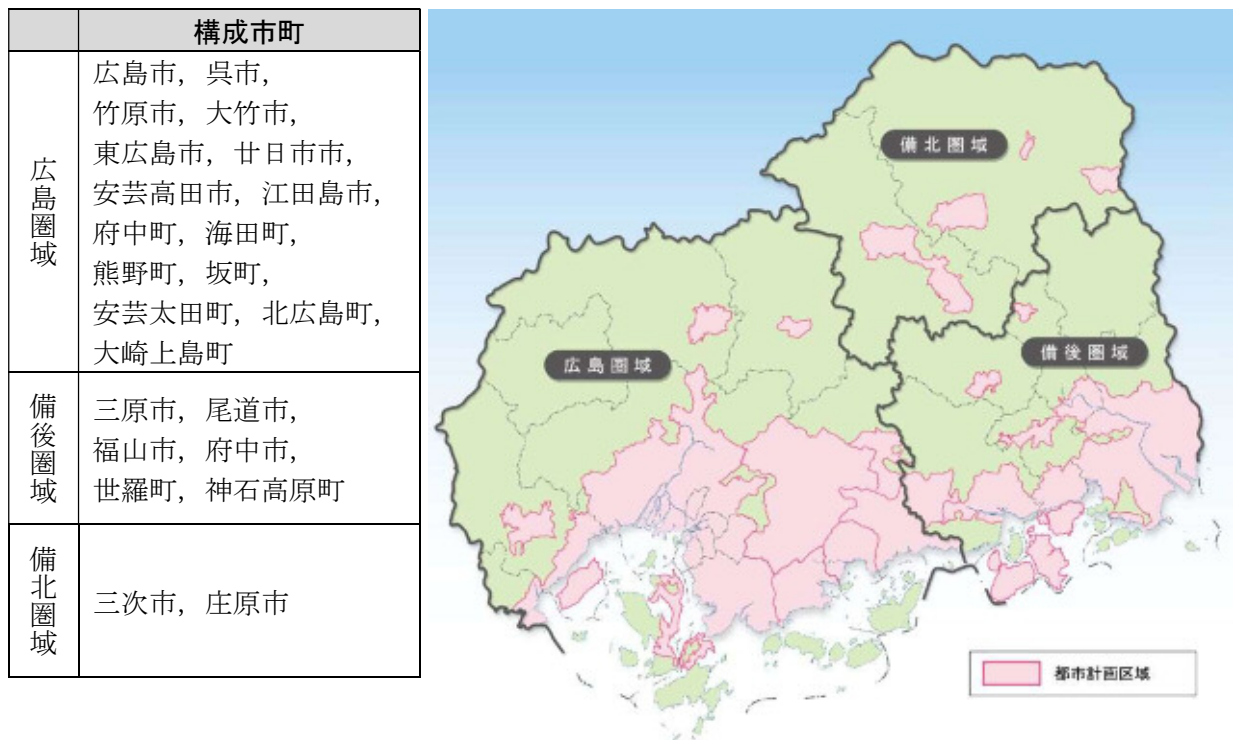 構成市町
広島圏域
広島市，呉市，
竹原市，大竹市，
東広島市，廿日市市，
安芸高田市，江田島市，
府中町，海田町，
熊野町，坂町，
安芸太田町，北広島町，
大崎上島町
備後圏域
三原市，尾道市，
福山市，府中市，
世羅町，神石高原町
備北圏域
三次市，庄原市
備北圏域
広島圏域
備後圏域
都市計画区域